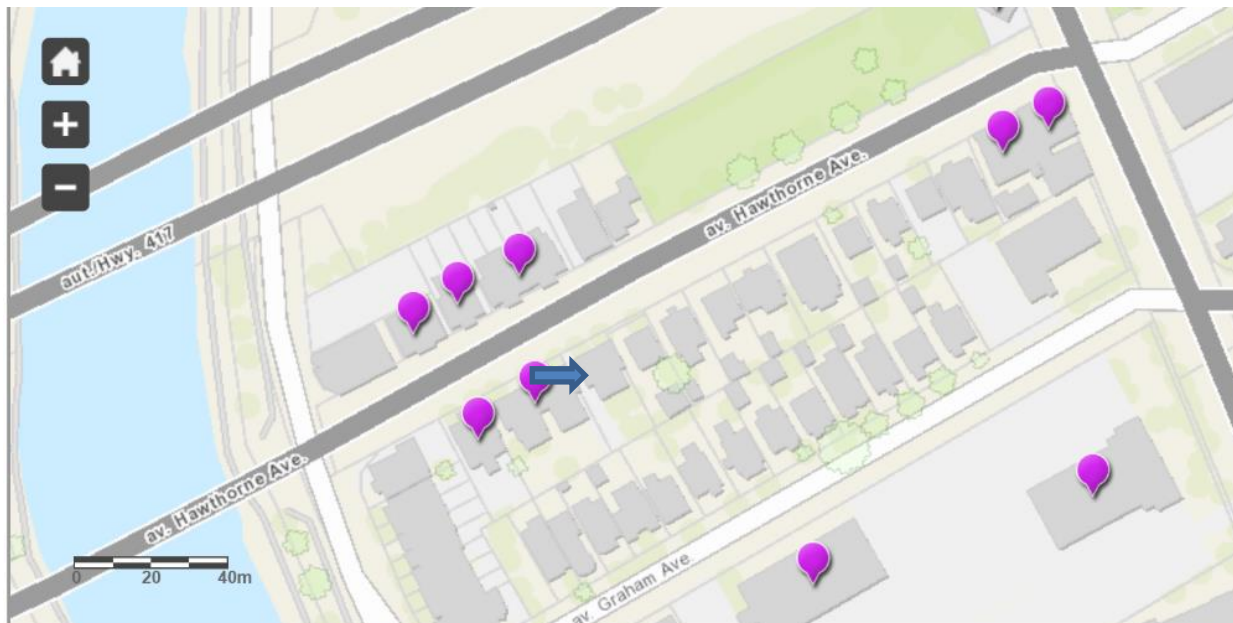 +
−
aut./Hwy. 417
av. Hawthorne Ave.
av. Hawthorne Ave.
av. Graham Ave.
0 20 40m